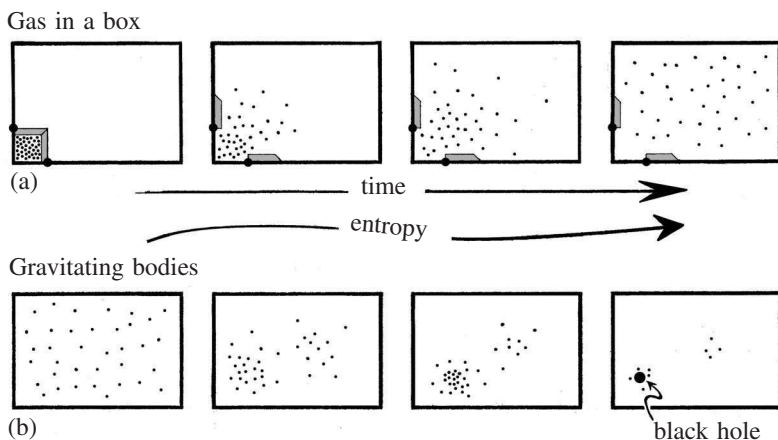 Gas in a box
(a)
time
entropy
Gravitating bodies
(b)
black hole